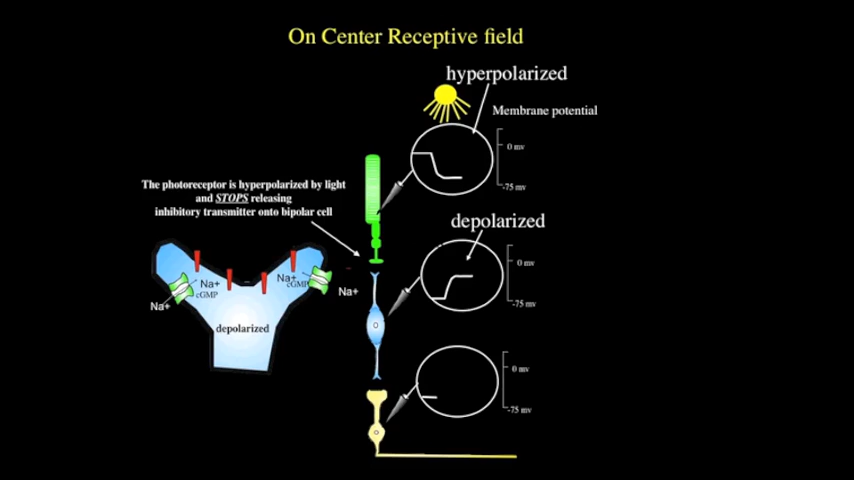 On Center Receptive field
hyperpolarized
Membrane potential
0 mv
-75 mv
The photoreceptor is hyperpolarized by light
and STOPS releasing
inhibitory transmitter onto bipolar cell
depolarized
0 mv
-75 mv
Na+
cGMP
Na+
Na+
cGMP
Na+
depolarized
0 mv
-75 mv